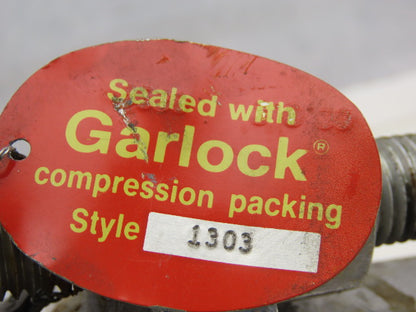 Sealed with
Garlock®
compression packing
Style 1303